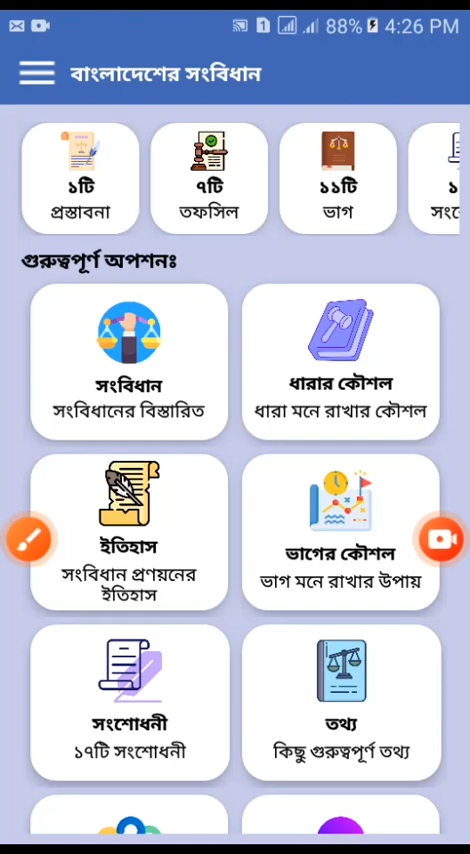 88% 4:26 PM
বাংলাদেশের সংবিধান
১টি ৭টি ১১টি
প্রস্তাবনা তফসিল ভাগ
গুরুত্বপূর্ণ অপশনঃ
সংবিধান
সংবিধানের বিস্তারিত
ধারার কৌশল
ধারা মনে রাখার কৌশল
ইতিহাস
সংবিধান প্রণয়নের
ইতিহাস
ভাগের কৌশল
ভাগ মনে রাখার উপায়
সংশোধনী
১৭টি সংশোধনী
তথ্য
কিছু গুরুত্বপূর্ণ তথ্য